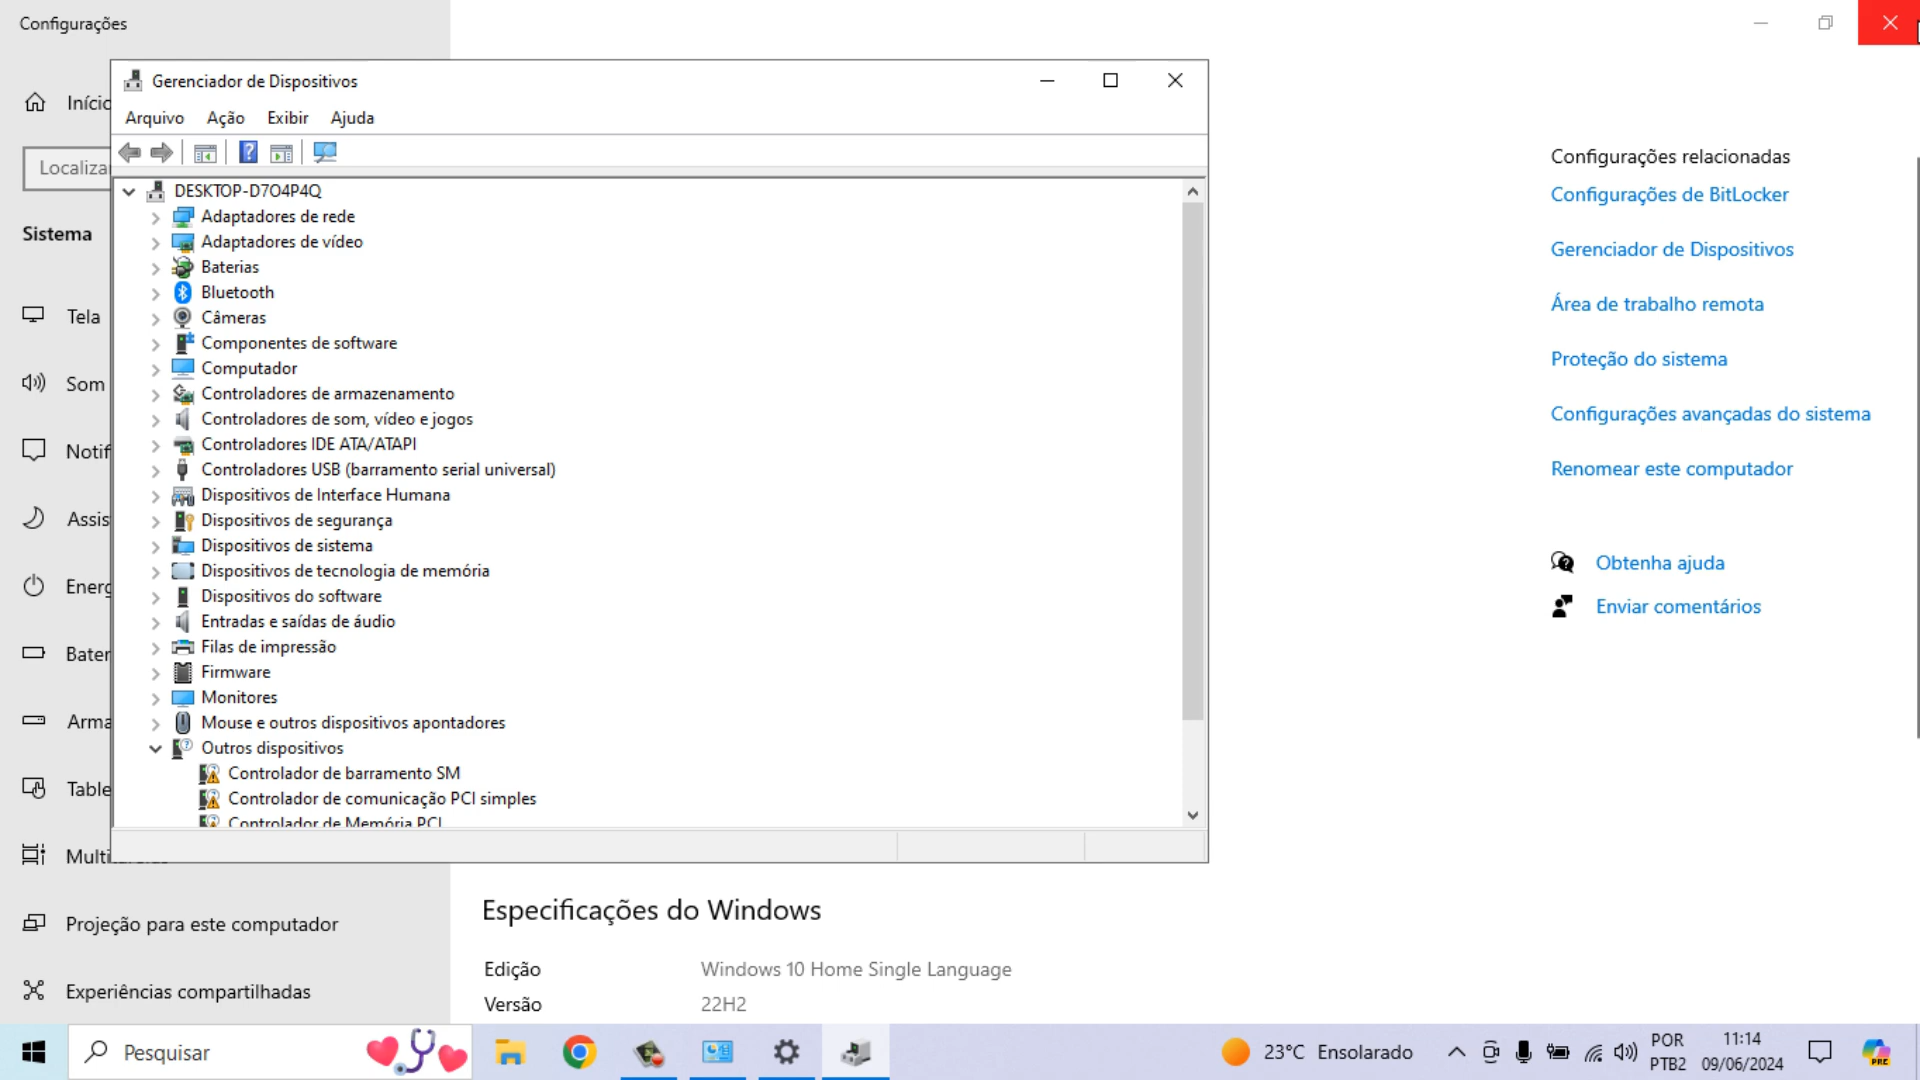 Configurações
Gerenciador de Dispositivos
Arquivo Ação Exibir Ajuda
DESKTOP-D7O4P4Q
Adaptadores de rede
Adaptadores de vídeo
Baterias
Bluetooth
Câmeras
Componentes de software
Computador
Controladores de armazenamento
Controladores de som, vídeo e jogos
Controladores IDE ATA/ATAPI
Controladores USB (barramento serial universal)
Dispositivos de Interface Humana
Dispositivos de segurança
Dispositivos de sistema
Dispositivos de tecnologia de memória
Dispositivos do software
Entradas e saídas de áudio
Filas de impressão
Firmware
Monitores
Mouse e outros dispositivos apontadores
Outros dispositivos
Controlador de barramento SM
Controlador de comunicação PCI simples
Controlador de Memória PCI
Iníci
Localiza
Sistema
Tela
Som
Notif
Assis
Energ
Bater
Arma
Table
Multi
Projeção para este computador
Experiências compartilhadas
Configurações relacionadas
Configurações de BitLocker
Gerenciador de Dispositivos
Área de trabalho remota
Proteção do sistema
Configurações avançadas do sistema
Renomear este computador
Obtenha ajuda
Enviar comentários
Especificações do Windows
Edição Windows 10 Home Single Language
Versão 22H2
Pesquisar
23°C Ensolarado
POR
PTB2
11:14
09/06/2024
PRE